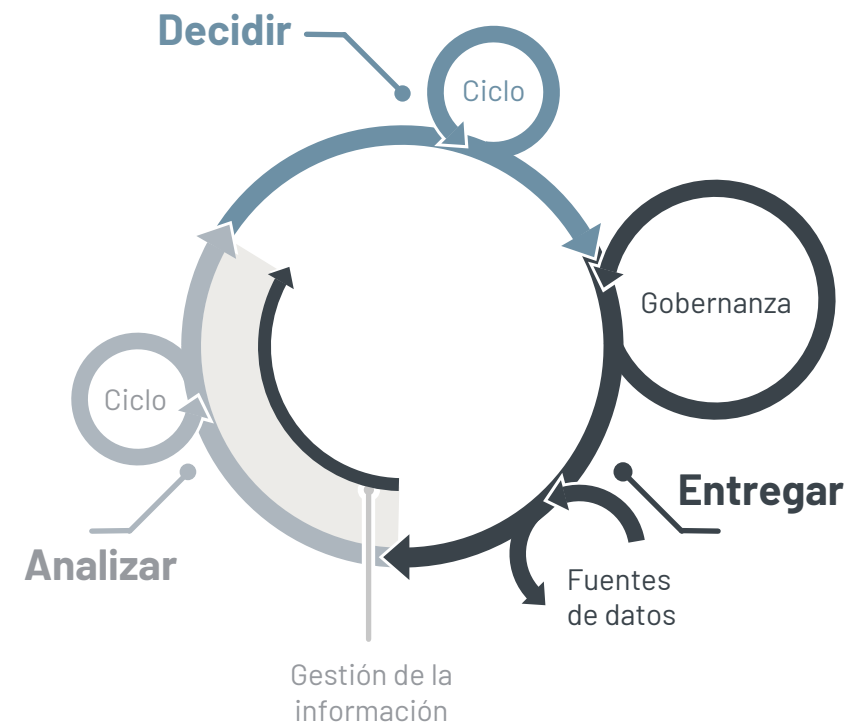 Decidir
Ciclo
Gobernanza
Ciclo
Entregar
Analizar
Fuentes
de datos
Gestión de la
información